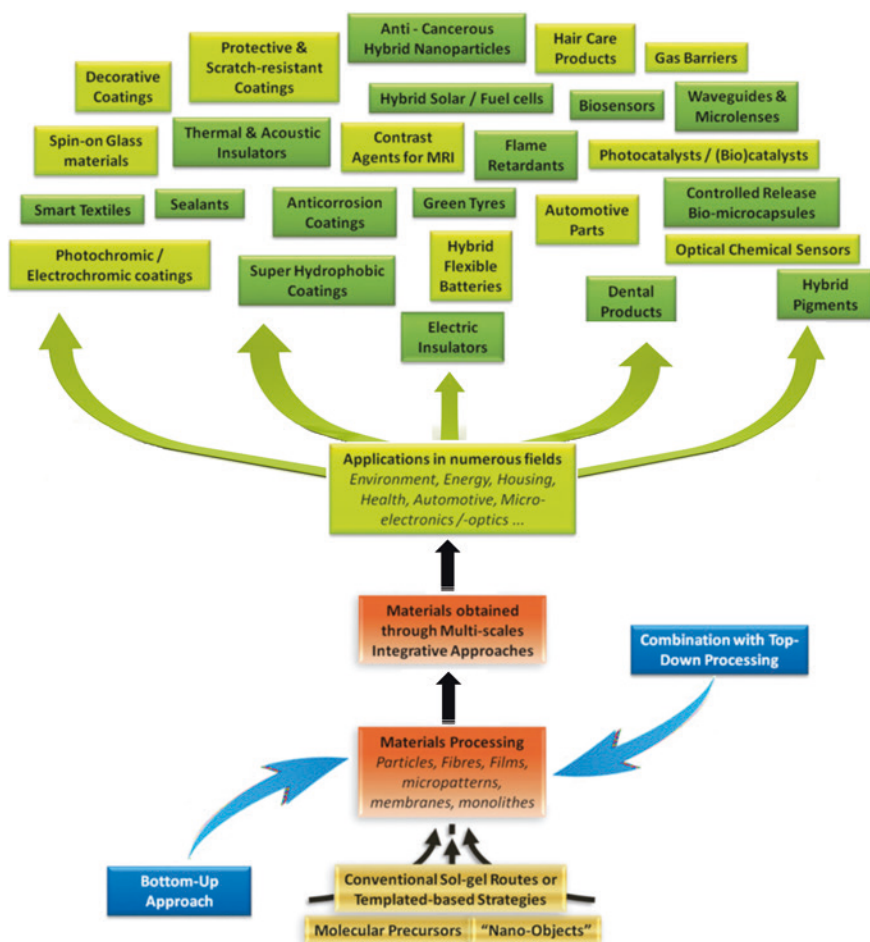 Anti - Cancerous
Hybrid Nanoparticles
Hair Care
Products
Gas Barriers
Protective &
Scratch-resistant
Coatings
Decorative
Coatings
Hybrid Solar / Fuel cells
Biosensors
Waveguides &
Microlenses
Spin-on Glass
materials
Thermal & Acoustic
Insulators
Contrast
Agents for MRI
Flame
Retardants
Photocatalysts / (Bio)catalysts
Smart Textiles
Sealants
Anticorrosion
Coatings
Green Tyres
Automotive
Parts
Controlled Release
Bio-microcapsules
Photochromic /
Electrochromic coatings
Super Hydrophobic
Coatings
Hybrid
Flexible
Batteries
Optical Chemical Sensors
Dental
Products
Hybrid
Pigments
Electric
Insulators
Applications in numerous fields
Environment, Energy, Housing,
Health, Automotive, Micro-
electronics /-optics ...
Materials obtained
through Multi-scales
Integrative Approaches
Combination with Top-
Down Processing
Materials Processing
Particles, Fibres, Films,
micropatterns,
membranes, monolithes
Bottom-Up
Approach
Conventional Sol-gel Routes or
Templated-based Strategies
Molecular Precursors
"Nano-Objects"